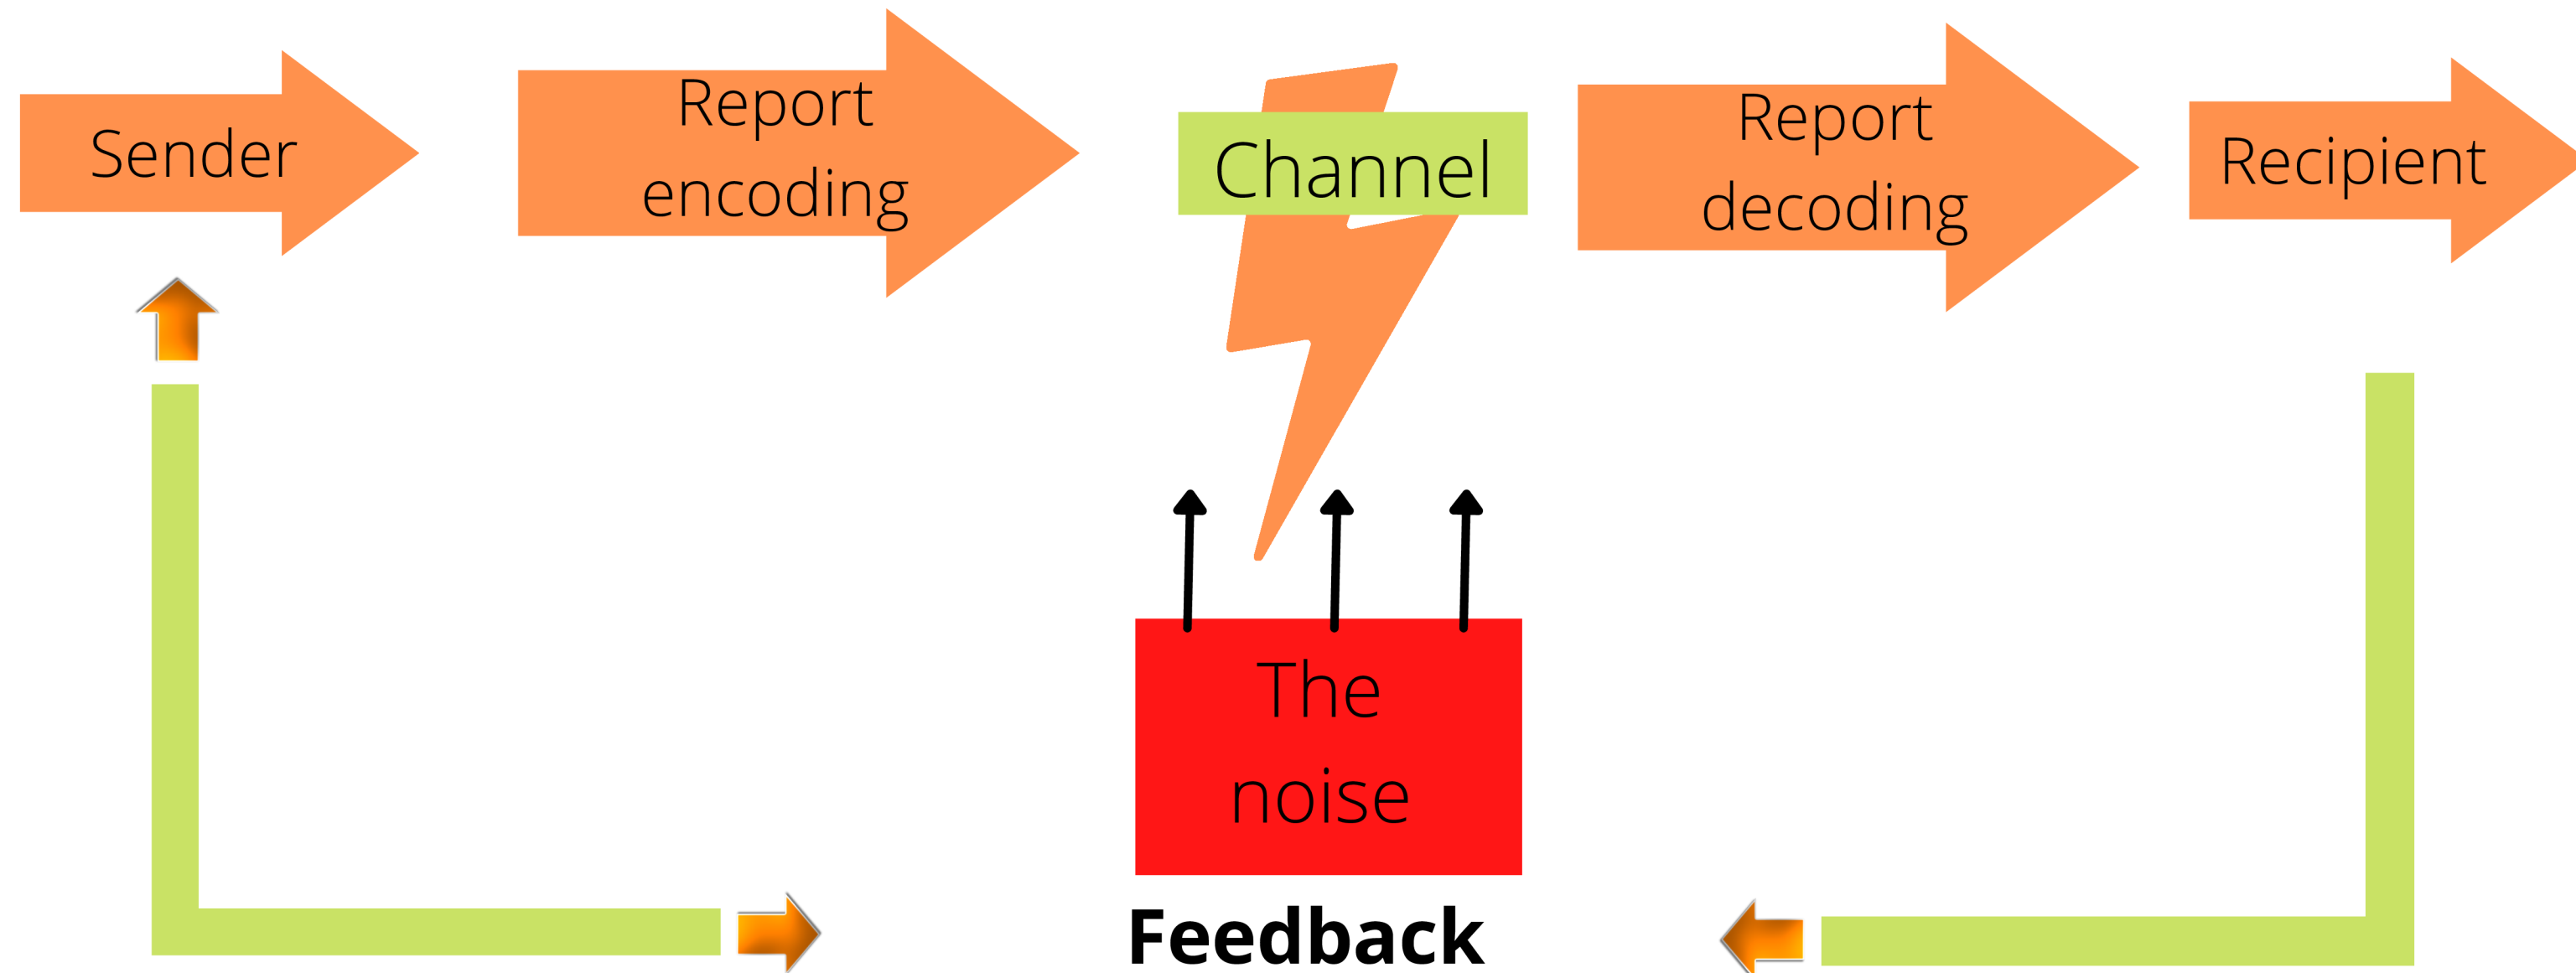 Sender
Report
encoding
Channel
Report
decoding
Recipient
The
noise
Feedback